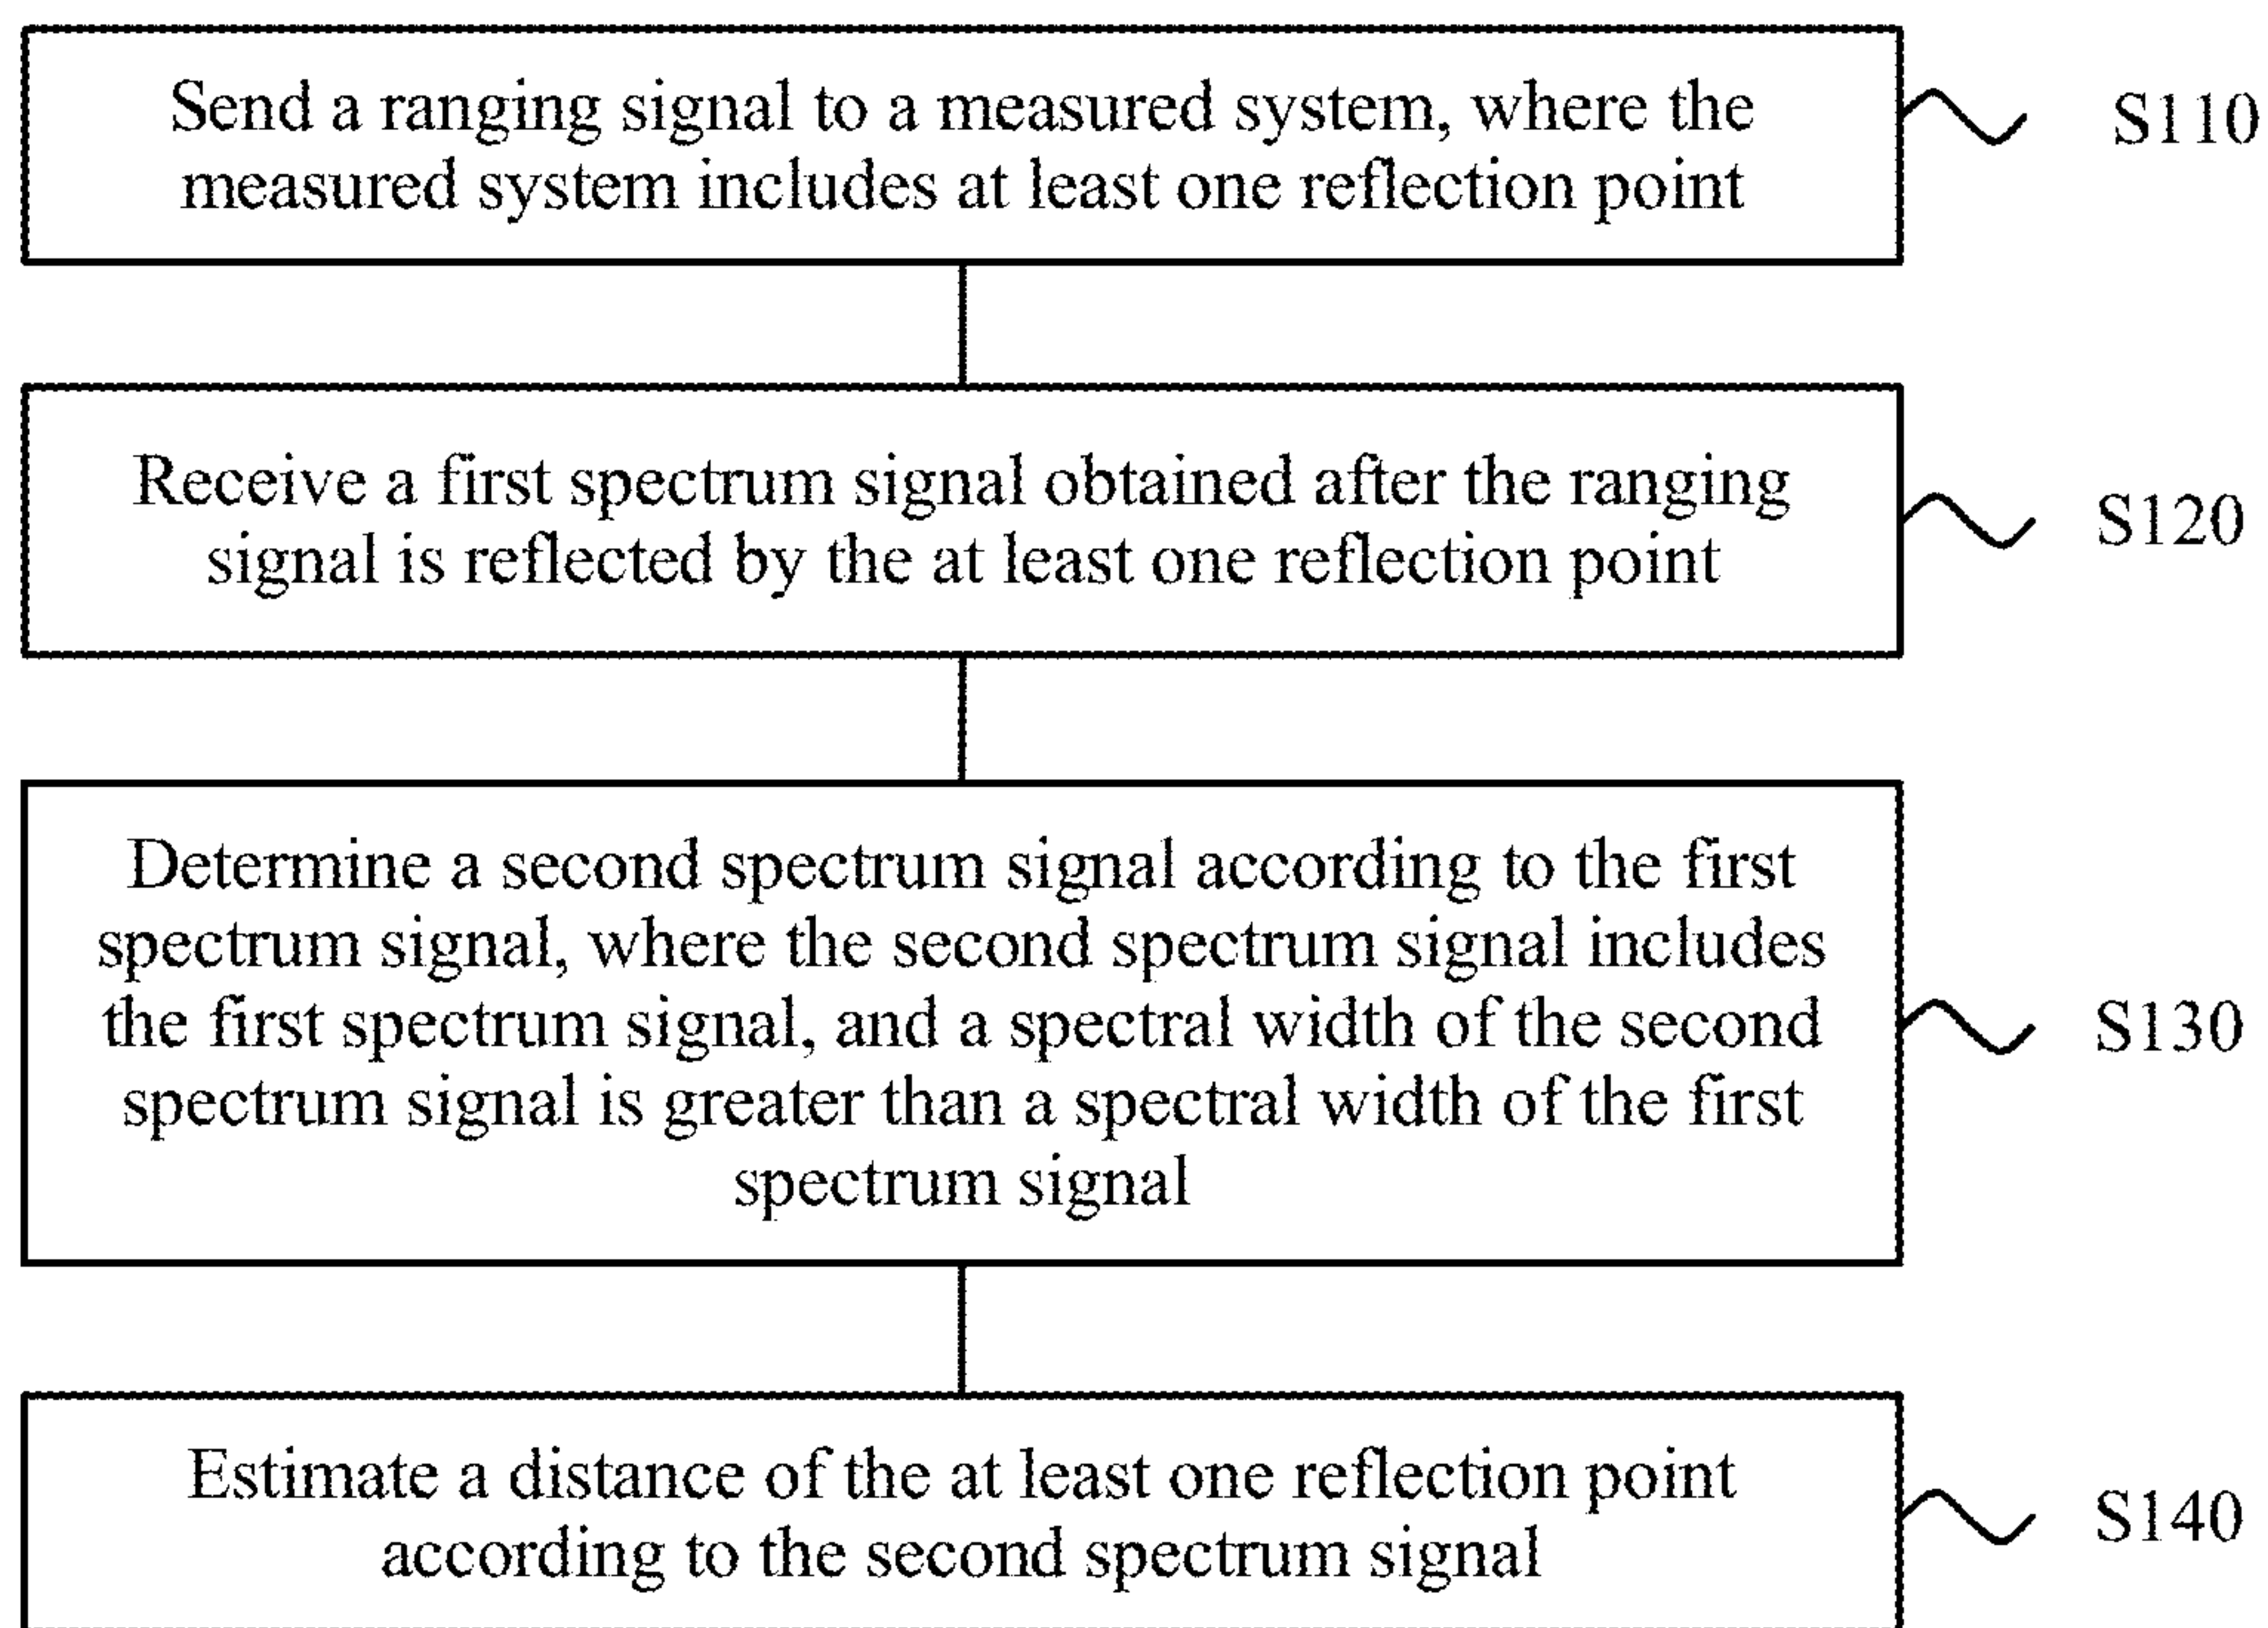 Send a ranging signal to a measured system, where the
measured system includes at least one reflection point
S110
Receive a first spectrum signal obtained after the ranging
signal is reflected by the at least one reflection point
S120
Determine a second spectrum signal according to the first
spectrum signal, where the second spectrum signal includes
the first spectrum signal, and a spectral width of the second
spectrum signal is greater than a spectral width of the first
spectrum signal
S130
Estimate a distance of the at least one reflection point
according to the second spectrum signal
S140